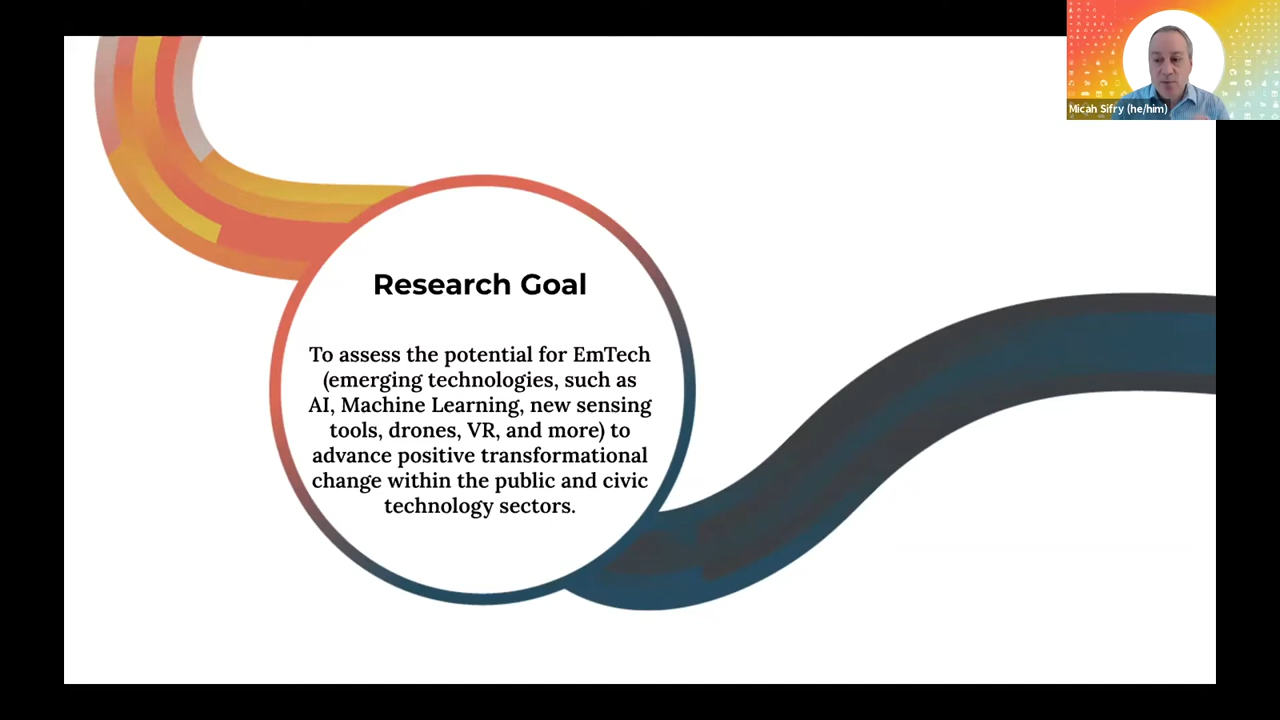 Micah Sifry (he/him)
Research Goal
To assess the potential for EmTech
(emerging technologies, such as
AI, Machine Learning, new sensing
tools, drones, VR, and more) to
advance positive transformational
change within the public and civic
technology sectors.